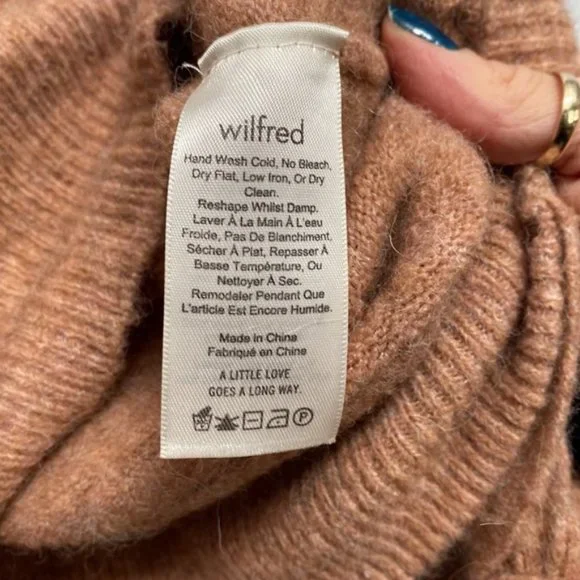 wilfred
Hand Wash Cold, No Bleach,
Dry Flat, Low Iron, Or Dry
Clean.
Reshape Whilst Damp.
Laver À La Main À L'eau
Froide, Pas De Blanchiment,
Sécher À Plat, Repasser À
Basse Température, Ou
Nettoyer À Sec.
Remodeler Pendant Que
L'article Est Encore Humide.
Made in China
Fabriqué en Chine
A LITTLE LOVE
GOES A LONG WAY.
P